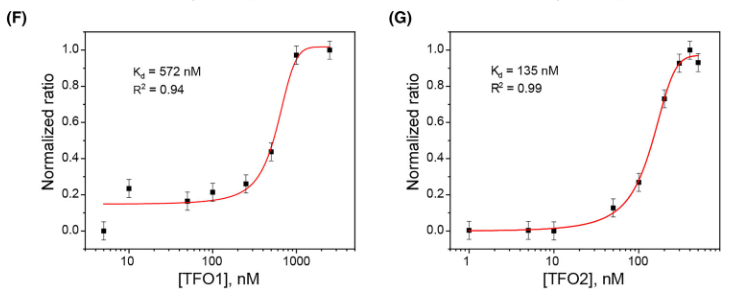 (F)
Normalized ratio
1.0
0.8
0.6
0.4
0.2
0.0
K_d = 572 nM
R² = 0.94
10 100 1000
[TFO1], nM
(G)
Normalized ratio
1.0
0.8
0.6
0.4
0.2
0.0
K_d = 135 nM
R² = 0.99
1 10 100
[TFO2], nM